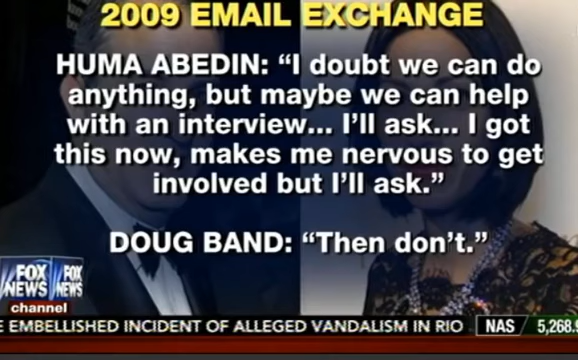 2009 EMAIL EXCHANGE
HUMA ABEDIN: “I doubt we can do
anything, but maybe we can help
with an interview... I’ll ask... I got
this now, makes me nervous to get
involved but I’ll ask.”
DOUG BAND: “Then don’t.”
FOX NEWS
FOX NEWS
channel
EMBELLISHED INCIDENT OF ALLEGED VANDALISM IN RIO
NAS